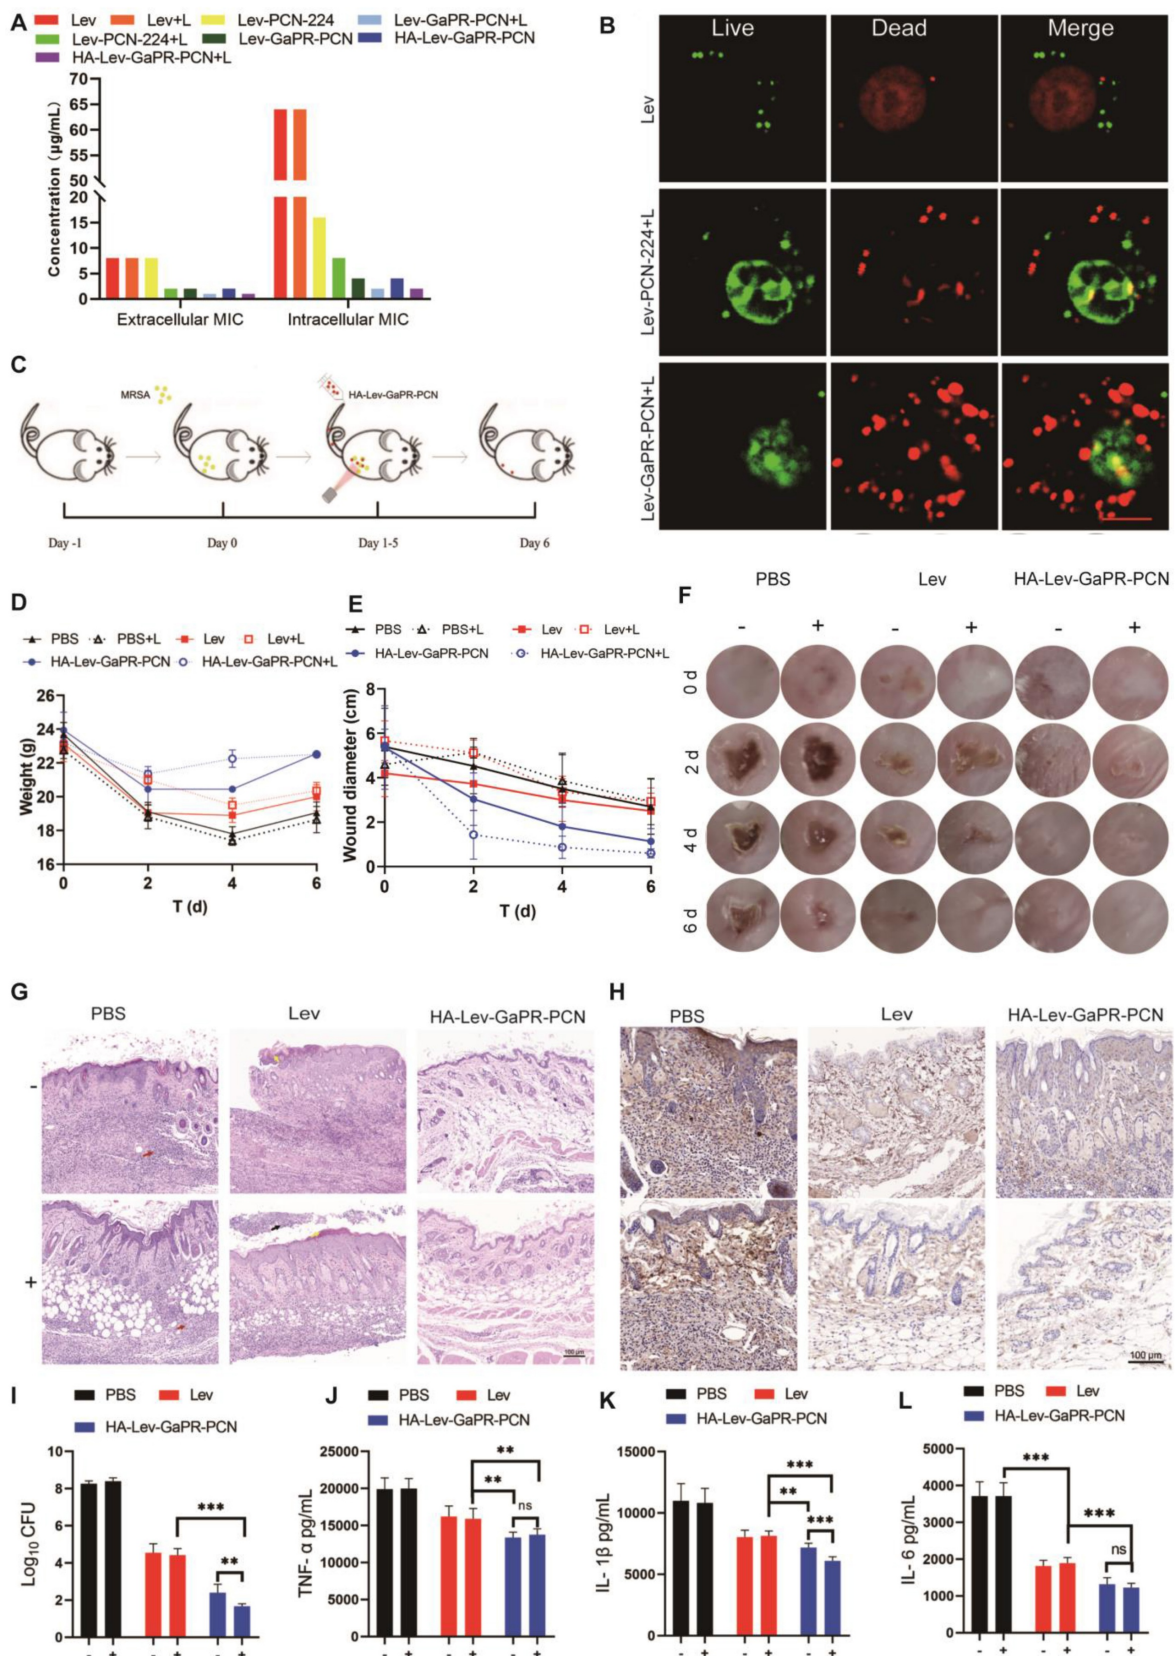 A
Lev Lev+L Lev-PCN-224 Lev-GaPR-PCN+L
Lev-PCN-224+L Lev-GaPR-PCN HA-Lev-GaPR-PCN
HA-Lev-GaPR-PCN+L
Concentration (μg/mL)
70
65
60
55
50
20
15
10
5
0
Extracellular MIC Intracellular MIC
B
Live Dead Merge
Lev
Lev-PCN-224+L
Lev-GaPR-PCN+L
C
MRSA HA-Lev-GaPR-PCN
Day -1 Day 0 Day 1-5 Day 6
D
PBS PBS+L Lev Lev+L
HA-Lev-GaPR-PCN HA-Lev-GaPR-PCN+L
Weight (g)
26
24
22
20
18
16
0 2 4 6
T (d)
E
PBS PBS+L Lev Lev+L
HA-Lev-GaPR-PCN HA-Lev-GaPR-PCN+L
Wound diameter (cm)
8
6
4
2
0
0 2 4 6
T (d)
F
PBS Lev HA-Lev-GaPR-PCN
- + - + - +
0 d
2 d
4 d
6 d
G
PBS Lev HA-Lev-GaPR-PCN
-
+
100 μm
H
PBS Lev HA-Lev-GaPR-PCN
100 μm
I
PBS Lev
HA-Lev-GaPR-PCN
Log10 CFU
10
8
6
4
2
0
***
**
- + - + - +
J
PBS Lev
HA-Lev-GaPR-PCN
TNF- α pg/mL
25000
20000
15000
10000
5000
0
**
**
ns
- + - + - +
K
PBS Lev
HA-Lev-GaPR-PCN
IL- 1β pg/mL
15000
10000
5000
0
***
**
***
- + - + - +
L
PBS Lev
HA-Lev-GaPR-PCN
IL- 6 pg/mL
5000
4000
3000
2000
1000
0
***
***
ns
- + - + - +